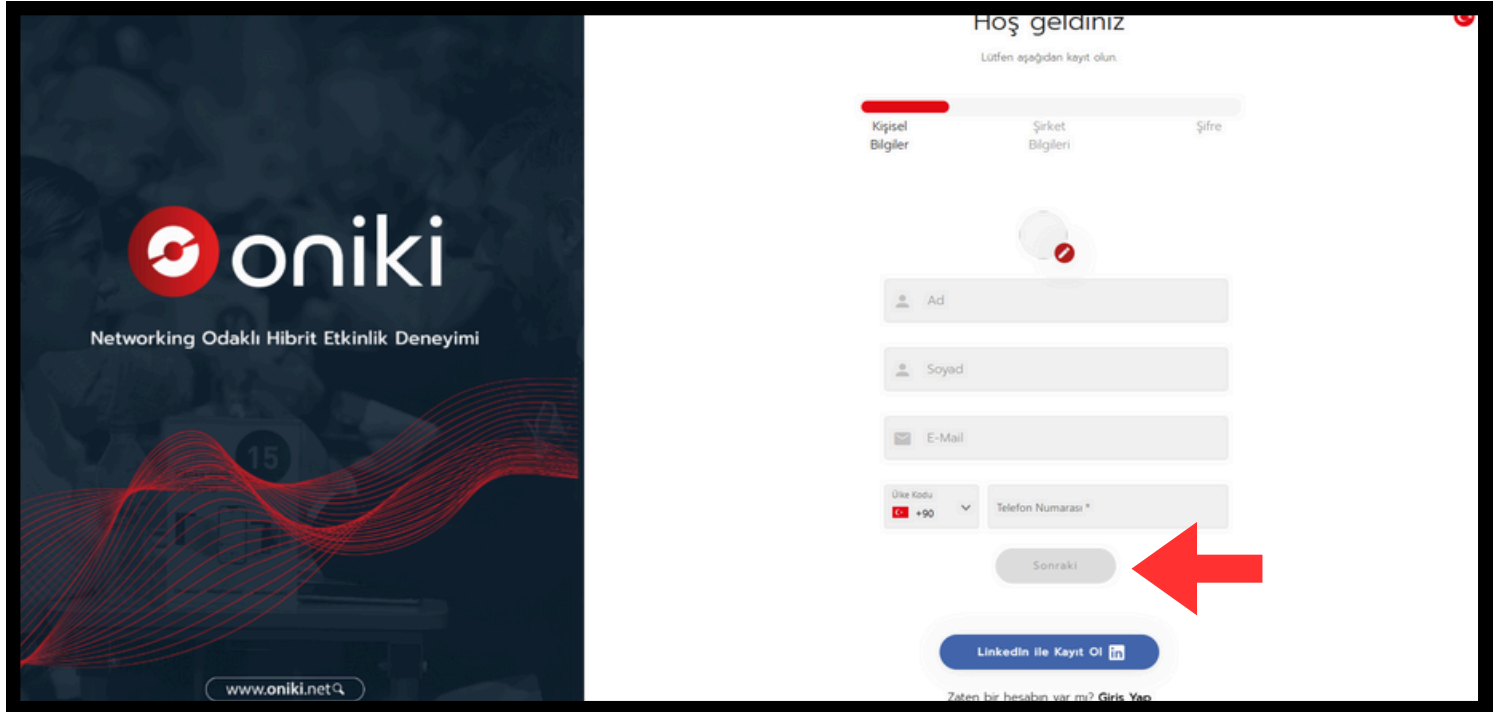 oniki
Networking Odaklı Hibrit Etkinlik Deneyimi
15
www.oniki.net
Hoş geldiniz
Lütfen aşağıdan kayıt olun.
Kişisel
Bilgiler
Şirket
Bilgileri
Şifre
Ad
Soyad
E-Mail
Ülke Kodu
+90
Telefon Numarası *
Sonraki
LinkedIn ile Kayıt Ol in
Zaten bir hesabın var mı? Giriş Yap